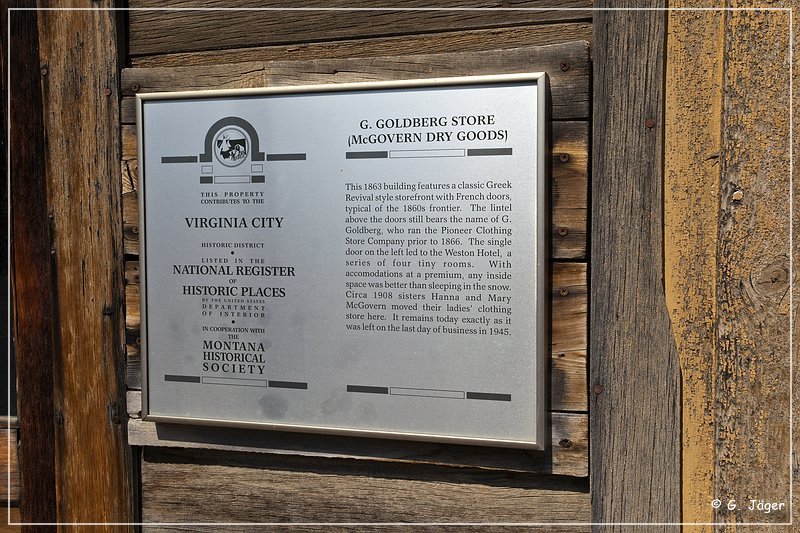 THIS PROPERTY
CONTRIBUTES TO THE
VIRGINIA CITY
HISTORIC DISTRICT
LISTED IN THE
NATIONAL REGISTER
OF
HISTORIC PLACES
BY THE UNITED STATES
DEPARTMENT
OF INTERIOR
IN COOPERATION WITH
THE
MONTANA
HISTORICAL
SOCIETY
G. GOLDBERG STORE
(McGOVERN DRY GOODS)
This 1863 building features a classic Greek
Revival style storefront with French doors,
typical of the 1860s frontier. The lintel
above the doors still bears the name of G.
Goldberg, who ran the Pioneer Clothing
Store Company prior to 1866. The single
door on the left led to the Weston Hotel, a
series of four tiny rooms. With
accomodations at a premium, any inside
space was better than sleeping in the snow.
Circa 1908 sisters Hanna and Mary
McGovern moved their ladies' clothing
store here. It remains today exactly as it
was left on the last day of business in 1945.
© G. Jäger